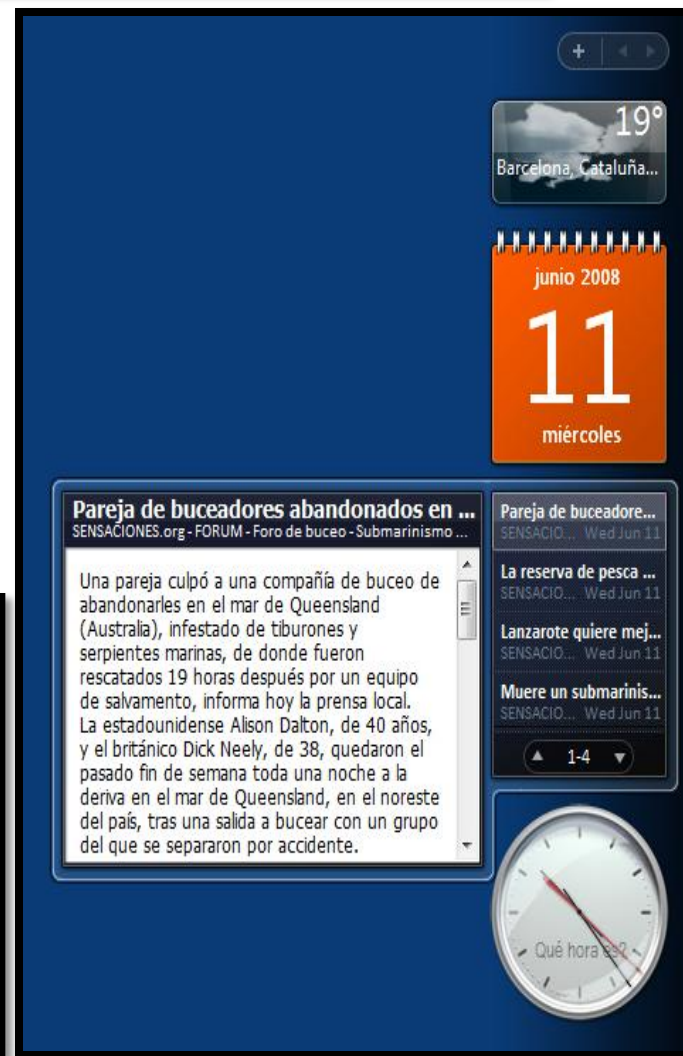 19°
Barcelona, Cataluña...
junio 2008
11
miércoles
Pareja de buceadores abandonados en ...
SENSACIONES.org - FORUM - Foro de buceo - Submarinismo ...
Una pareja culpó a una compañía de buceo de
abandonarles en el mar de Queensland
(Australia), infestado de tiburones y
serpientes marinas, de donde fueron
rescatados 19 horas después por un equipo
de salvamento, informa hoy la prensa local.
La estadounidense Alison Dalton, de 40 años,
y el británico Dick Neely, de 38, quedaron el
pasado fin de semana toda una noche a la
deriva en el mar de Queensland, en el noreste
del país, tras una salida a bucear con un grupo
del que se separaron por accidente.
Pareja de buceadore...
SENSACIO... Wed Jun 11
La reserva de pesca ...
SENSACIO... Wed Jun 11
Lanzarote quiere mej...
SENSACIO... Wed Jun 11
Muere un submarinis...
SENSACIO... Wed Jun 11
1-4
Qué hora es?